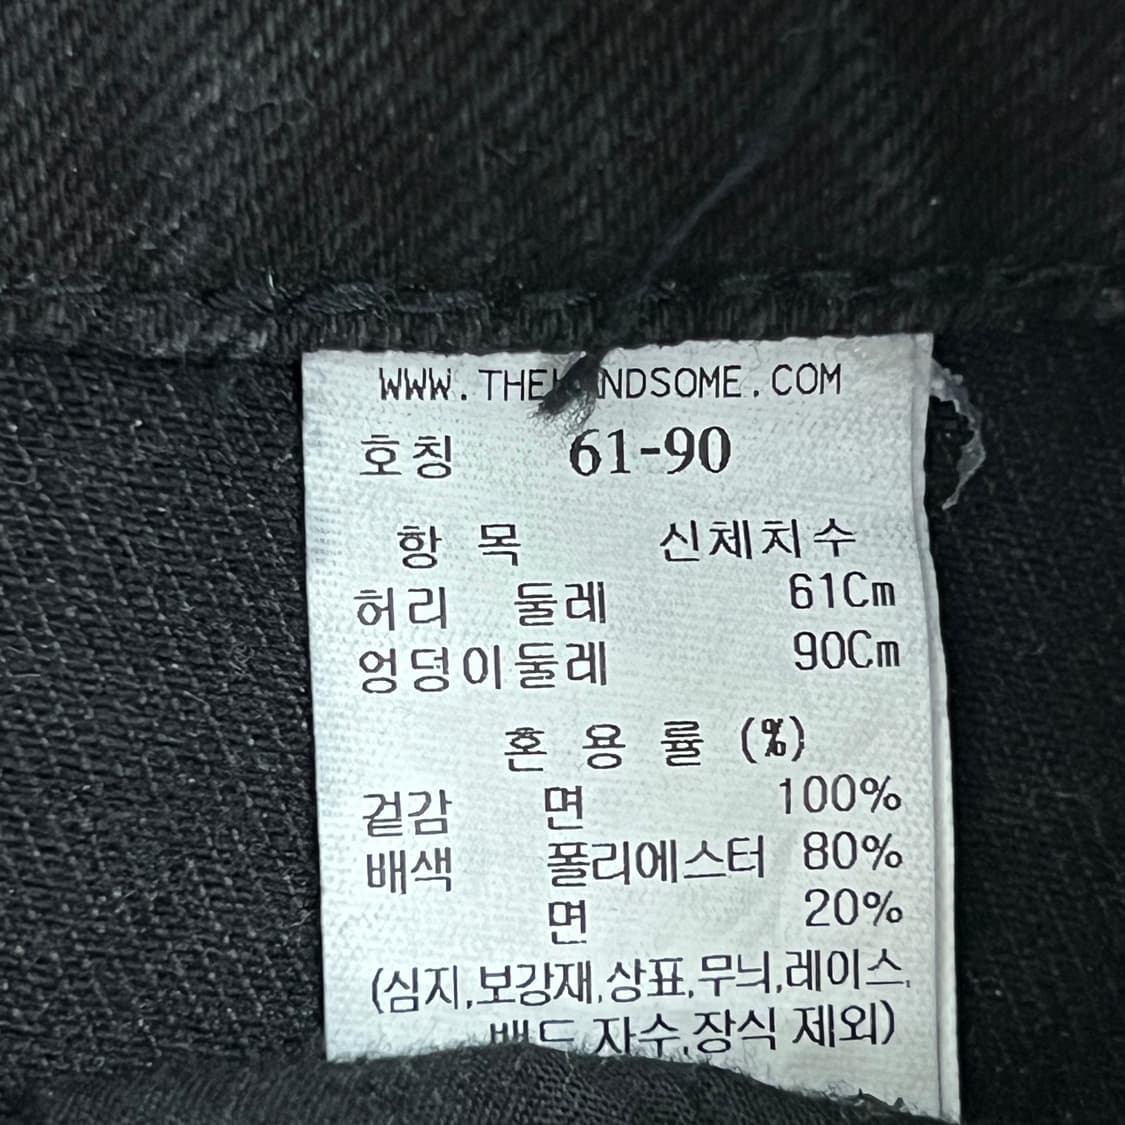 WWW.THEHANDSOME.COM
호칭 61-90
항 목 신체치수
허리 둘레 61Cm
엉덩이둘레 90Cm
혼 용 률 (%)
겉감 면 100%
배색 폴리에스터 80%
면 20%
(심지,보강재,상표,무늬,레이스,
밴드,자수,장식 제외)